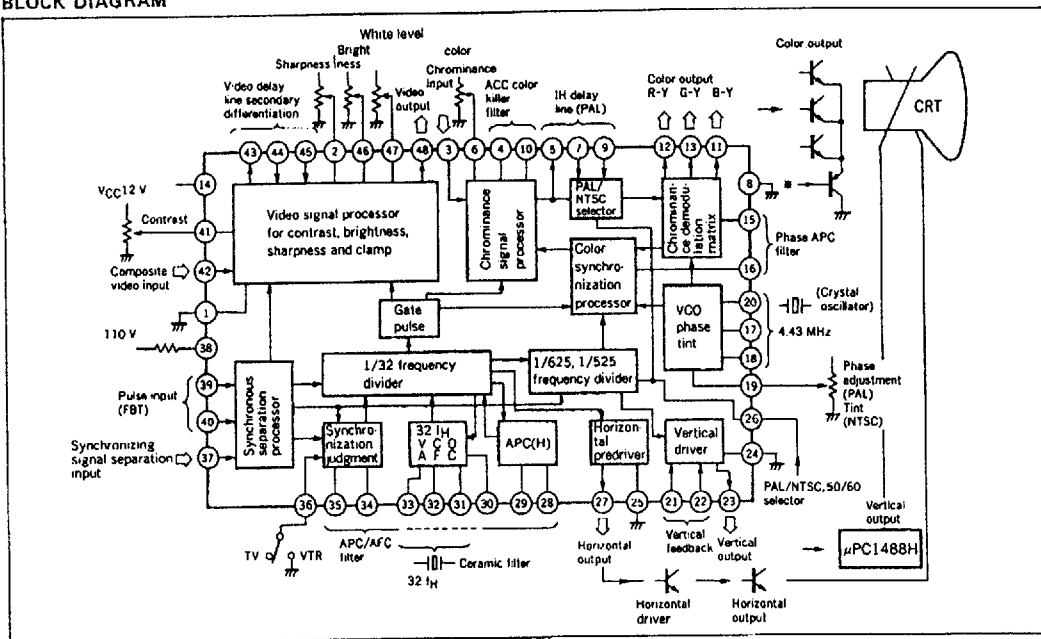 BLOCK DIAGRAM
White level
Bright
Sharpness lness
Video delay
line secondary
differentiation
Video
output
color
Chrominance
input
ACC color
killer
filter
IH delay
line (PAL)
Color output
R-Y G-Y B-Y
Color output
CRT
43 44 45 2 46 47 48 3 6 4 10 5 7 9 12 13 11
14
VCC 12 V
Contrast
41
Composite
video input
42
1
110 V
38
39
Pulse input
(FBT)
40
Synchronizing
signal separation
input
37
Video signal processor
for contrast, brightness,
sharpness and clamp
Chrominance
signal
processor
PAL/
NTSC
selector
Chrominan-
ce demodu-
lation
matrix
Color
synchro-
nization
processor
Gate
pulse
VCO
phase
tint
1/32 frequency
divider
1/625, 1/525
frequency divider
Synchronous
separation
processor
Synchro-
nization
judgment
32 fH
V C O
A F C
APC(H)
Horizontal
predriver
Vertical
driver
8
*
15
Phase APC
filter
16
20
(Crystal
oscillator)
17
4.43 MHz
18
19
Phase
adjustment
(PAL)
Tint
(NTSC)
26
24
PAL/NTSC, 50/60
selector
36 35 34 33 32 31 30 29 28 27 25 21 22 23
TV
VTR
APC/AFC
filter
Ceramic filter
32 fH
Horizontal
output
Vertical
feedback
Vertical
output
Vertical
output
μPC1488H
Horizontal
driver
Horizontal
output